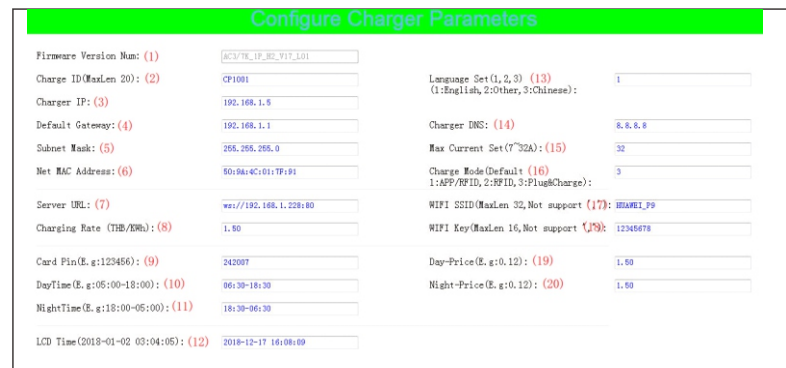 Configure Charger Parameters
Firmware Version Num: (1) AC3/7K_1P_H2_V17_L01
Charge ID(MaxLen 20): (2) CP1001
Language Set(1,2,3) (13) 1
(1:English,2:Other,3:Chinese):
Charger IP: (3) 192.168.1.5
Default Gateway: (4) 192.168.1.1
Charger DNS: (14) 8.8.8.8
Subnet Mask: (5) 255.255.255.0
Max Current Set(7~32A): (15) 32
Net MAC Address: (6) 50:9A:4C:01:7F:91
Charge Mode(Default (16) 3
1:APP/RFID,2:RFID,3:Plug&Charge):
Server URL: (7) ws://192.168.1.228:80
WIFI SSID(MaxLen 32,Not support (17): HUAWEI_P9
Charging Rate (THB/KWh): (8) 1.50
WIFI Key(MaxLen 16,Not support (18): 12345678
Card Pin(E.g:123456): (9) 242007
Day-Price(E.g:0.12): (19) 1.50
DayTime(E.g:05:00-18:00): (10) 06:30-18:30
Night-Price(E.g:0.12): (20) 1.50
NightTime(E.g:18:00-05:00): (11) 18:30-06:30
LCD Time(2018-01-02 03:04:05): (12) 2018-12-17 16:08:09